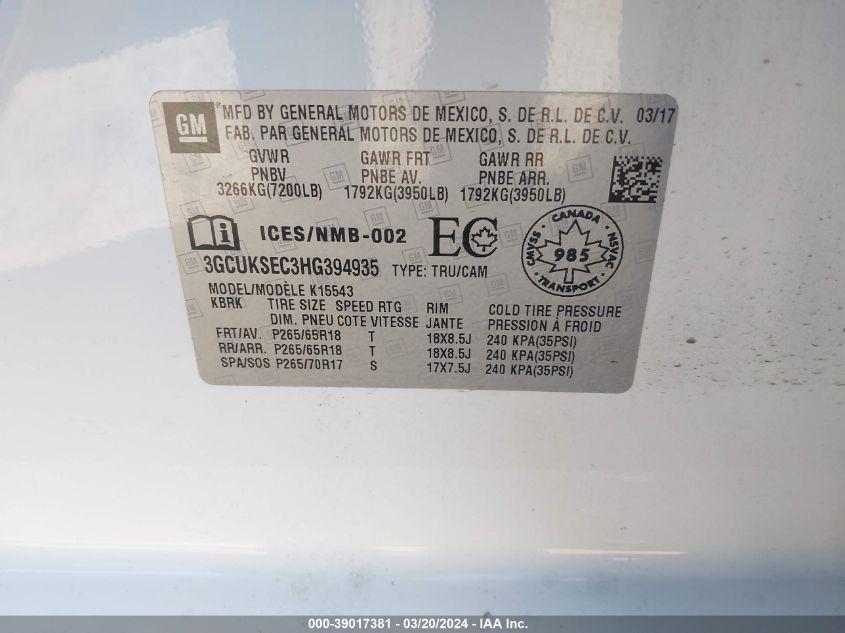 GM
MFD BY GENERAL MOTORS DE MEXICO, S. DE R.L. DE C.V. 03/17
FAB. PAR GENERAL MOTORS DE MEXICO, S. DE R.L. DE C.V.
GVWR GAWR FRT GAWR RR
PNBV PNBE AV. PNBE ARR.
3266KG(7200LB) 1792KG(3950LB) 1792KG(3950LB)
ICES/NMB-002 EC
CANADA
NSVAC
TRANSPORT
CMVSS
985
3GCUKSEC3HG394935 TYPE: TRU/CAM
MODEL/MODÈLE K15543
KBRK TIRE SIZE SPEED RTG RIM COLD TIRE PRESSURE
DIM. PNEU COTE VITESSE JANTE PRESSION À FROID
FRT/AV. P265/65R18 T 18X8.5J 240 KPA(35PSI)
RR/ARR. P265/65R18 T 18X8.5J 240 KPA(35PSI)
SPA/SOS P265/70R17 S 17X7.5J 240 KPA(35PSI)
000-39017381 - 03/20/2024 - IAA Inc.